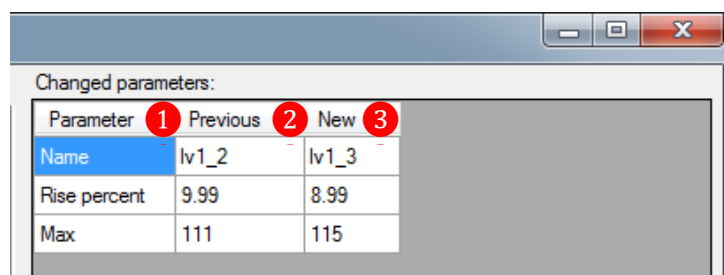 Changed parameters:
Parameter 1 Previous 2 New 3
Name lv1_2 lv1_3
Rise percent 9.99 8.99
Max 111 115